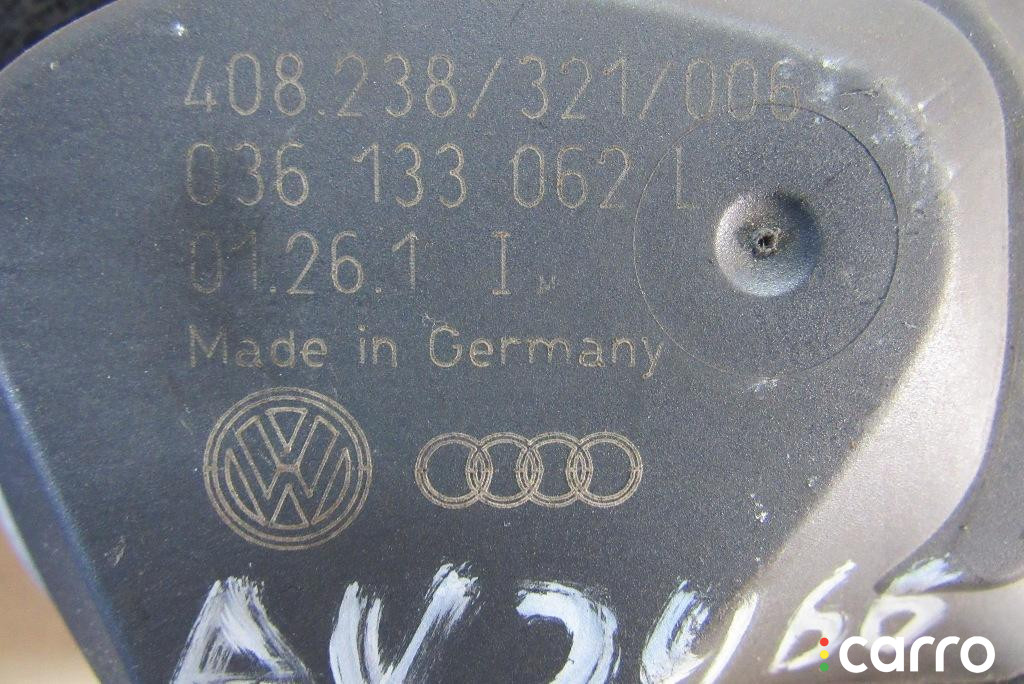 408.238/321/006
036 133 062 L
01.26.1 I M
Made in Germany
carro